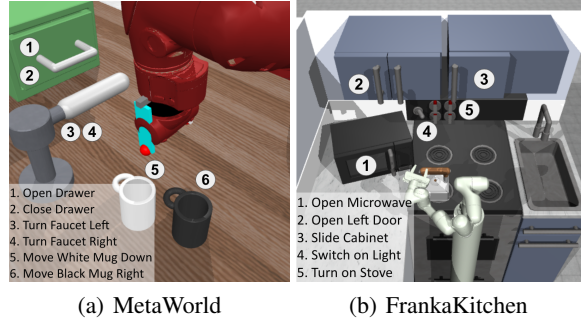 1
2
3 4
5
6
1. Open Drawer
2. Close Drawer
3. Turn Faucet Left
4. Turn Faucet Right
5. Move White Mug Down
6. Move Black Mug Right
(a) MetaWorld
2
3
5
4
1
1. Open Microwave
2. Open Left Door
3. Slide Cabinet
4. Switch on Light
5. Turn on Stove
(b) FrankaKitchen